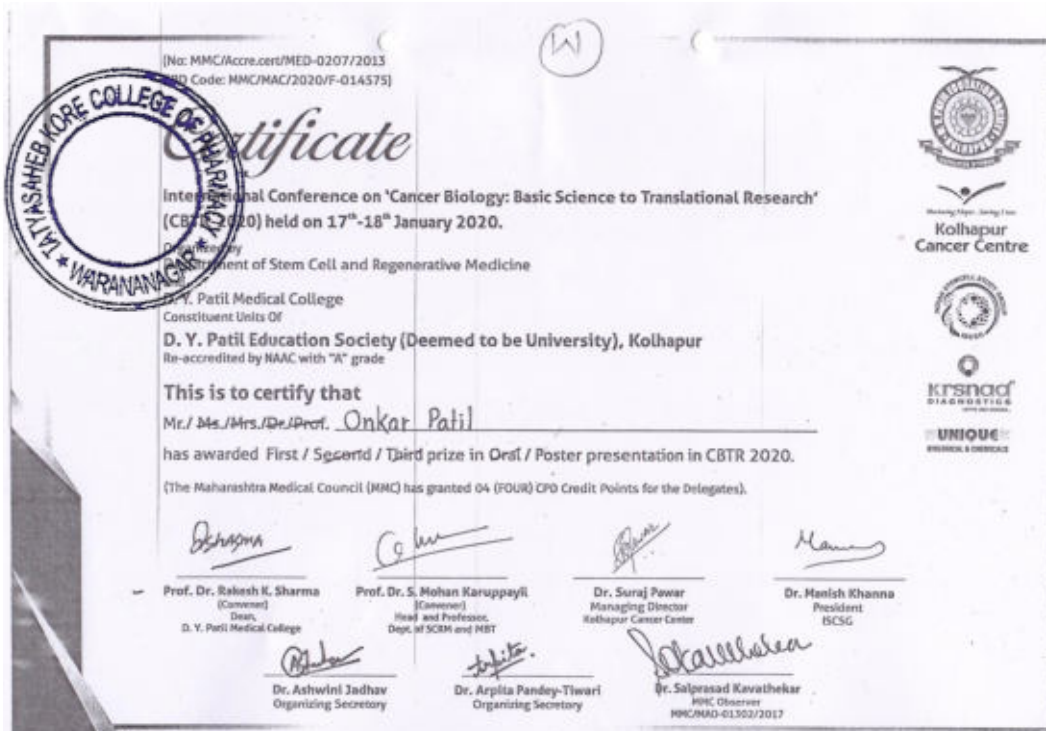 W
(No: MMC/Accre.cert/MED-0207/2013
Code: MMC/MAC/2020/F-014575)
TATYASAHEB KORE COLLEGE OF PHARMACY
* WARANANAGAR *
Certificate
International Conference on 'Cancer Biology: Basic Science to Translational Research'
(CBTR 2020) held on 17th-18th January 2020.
Organized by
Department of Stem Cell and Regenerative Medicine
D. Y. Patil Medical College
Constituent Units Of
D. Y. Patil Education Society (Deemed to be University), Kolhapur
Re-accredited by NAAC with "A" grade
This is to certify that
Mr./ Ms./Mrs./Dr./Prof. Onkar Patil
has awarded First / Second / Third prize in Oral / Poster presentation in CBTR 2020.
(The Maharashtra Medical Council (MMC) has granted 04 (FOUR) CPD Credit Points for the Delegates).
Kolhapur
Cancer Centre
krsnaa
DIAGNOSTICS
UNIQUE
Prof. Dr. Rakesh K. Sharma
(Convener)
Dean,
D. Y. Patil Medical College
Prof. Dr. S. Mohan Karuppayil
(Convener)
Head and Professor,
Dept. of SCRM and MBT
Dr. Suraj Pawar
Managing Director
Kolhapur Cancer Center
Dr. Manish Khanna
President
ISCSG
Dr. Ashwini Jadhav
Organizing Secretory
Dr. Arpita Pandey-Tiwari
Organizing Secretory
Dr. Saiprasad Kavathekar
MMC Observer
MMC/MAO-01302/2017